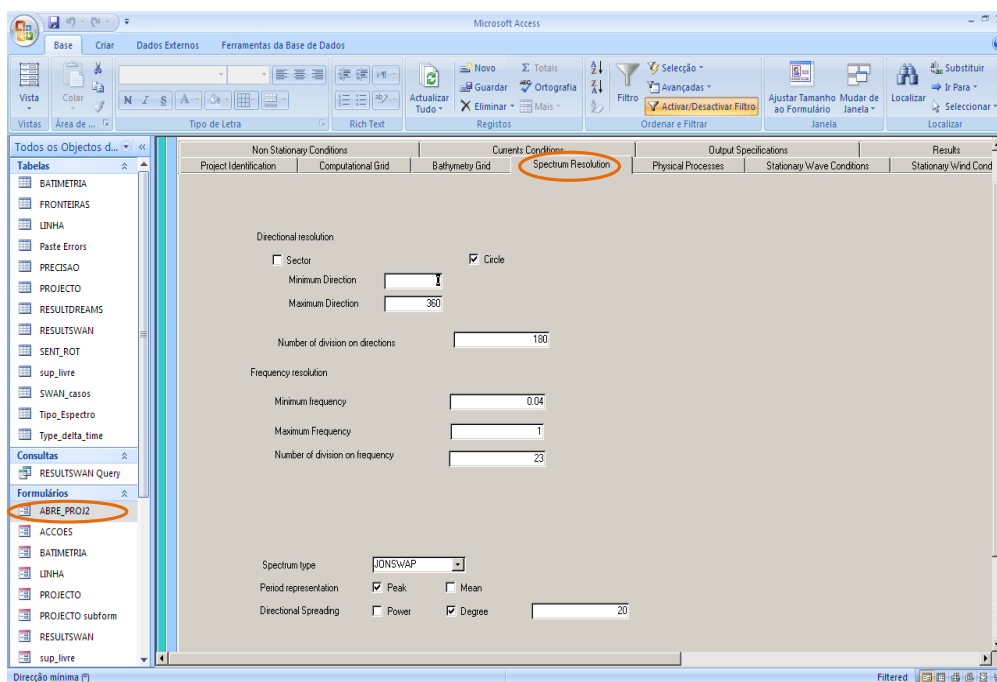 Microsoft Access
Base Criar Dados Externos Ferramentas da Base de Dados
Vista
Vistas
Colar
Área de ...
N I S
A
Tipo de Letra
Rich Text
Actualizar Tudo
Novo
Guardar
Eliminar
Σ Totais
Ortografia
Mais
Registos
Filtro
Selecção
Avançadas
Activar/Desactivar Filtro
Ordenar e Filtrar
Ajustar Tamanho ao Formulário
Mudar de Janela
Janela
Localizar
Substituir
Ir Para
Seleccionar
Localizar
Todos os Objectos d...
Tabelas
BATIMETRIA
FRONTEIRAS
LINHA
Paste Errors
PRECISAO
PROJECTO
RESULTDREAMS
RESULTSWAN
SENT_ROT
sup_livre
SWAN_casos
Tipo_Espectro
Type_delta_time
Consultas
RESULTSWAN Query
Formulários
ABRE_PROJ2
ACCOES
BATIMETRIA
LINHA
PROJECTO
PROJECTO subform
RESULTSWAN
sup_livre
Non Stationary Conditions Currents Conditions Output Specifications Results
Project Identification Computational Grid Bathymetry Grid Spectrum Resolution Physical Processes Stationary Wave Conditions Stationary Wind Cond
Directional resolution
Sector Circle
Minimum Direction
Maximum Direction 360
Number of division on directions 180
Frequency resolution
Minimum frequency 0.04
Maximum Frequency 1
Number of division on frequency 23
Spectrum type JONSWAP
Period representation Peak Mean
Directional Spreading Power Degree 20
Direcção mínima (º) Filtered